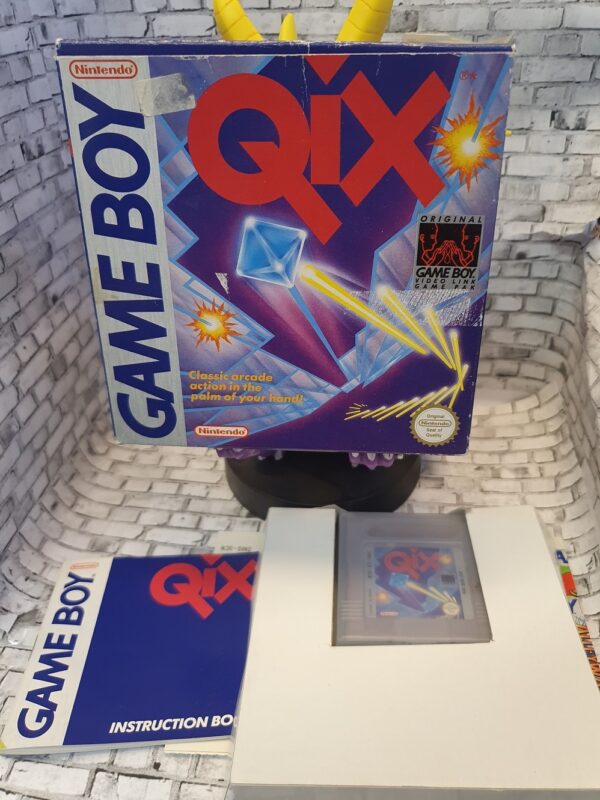 Nintendo
GAME BOY
Qix
ORIGINAL
GAME BOY
VIDEO LINK
GAME PAK
Classic arcade
action in the
palm of your hand!
Nintendo
Original
Nintendo
Seal of
Quality
GAME BOY
Qix
INSTRUCTION BO
Qix